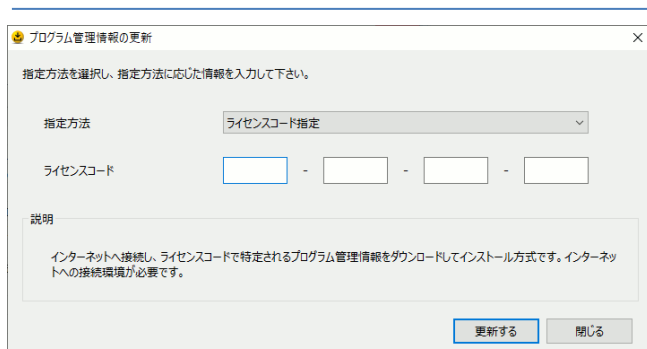 プログラム管理情報の更新
指定方法を選択し、指定方法に応じた情報を入力して下さい。
指定方法 ライセンスコード指定
ライセンスコード - - -
説明
インターネットへ接続し、ライセンスコードで特定されるプログラム管理情報をダウンロードしてインストール方式です。インターネッ
トへの接続環境が必要です。
更新する 閉じる